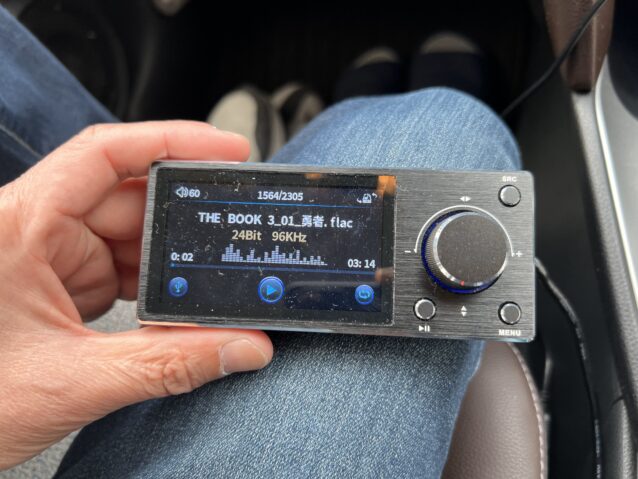 60 1564/2305
THE BOOK 3_01_勇者.flac
24Bit 96KHz
0:02 03:14
SRC
- +
MENU